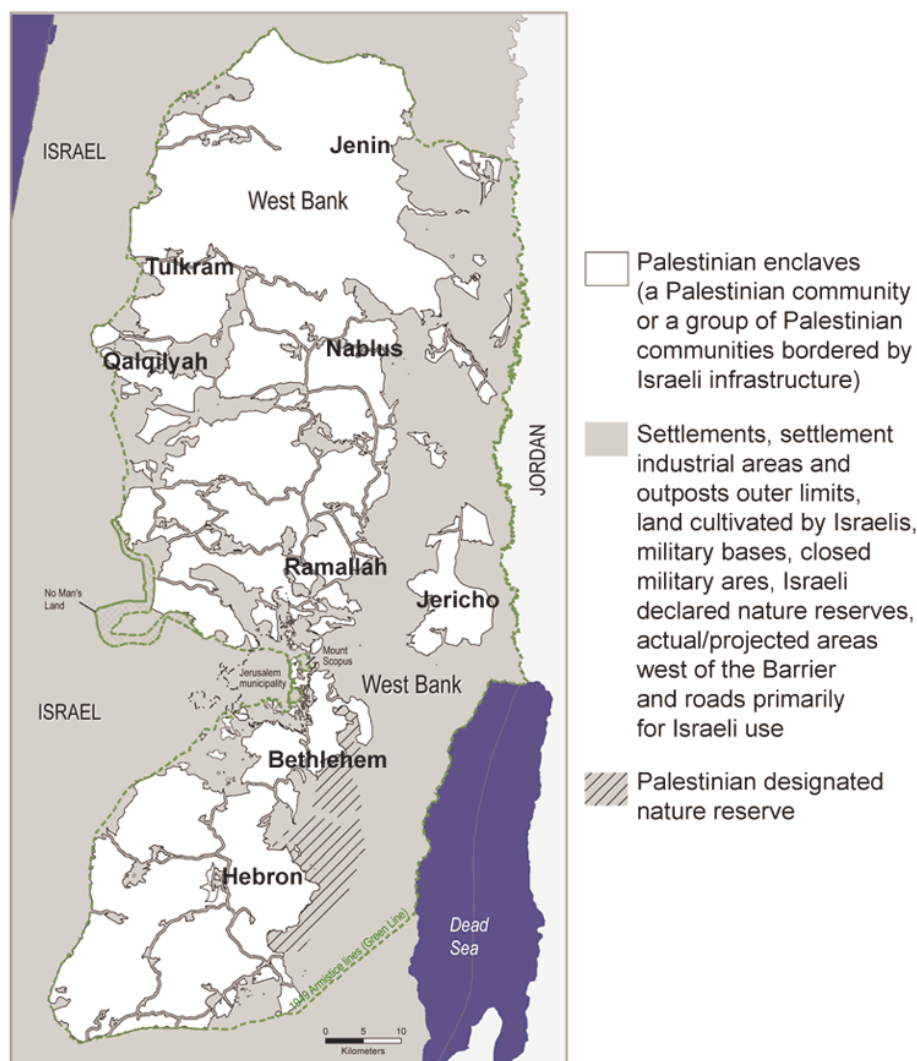 ISRAEL
Jenin
West Bank
Tulkram
Nablus
Qalqilyah
JORDAN
Ramallah
Jericho
No Man's
Land
Mount
Scopus
Jerusalem
municipality
West Bank
ISRAEL
Bethlehem
Hebron
1949 Armistice lines (Green Line)
Dead
Sea
0 5 10
Kilometers
Palestinian enclaves
(a Palestinian community
or a group of Palestinian
communities bordered by
Israeli infrastructure)
Settlements, settlement
industrial areas and
outposts outer limits,
land cultivated by Israelis,
military bases, closed
military ares, Israeli
declared nature reserves,
actual/projected areas
west of the Barrier
and roads primarily
for Israeli use
Palestinian designated
nature reserve